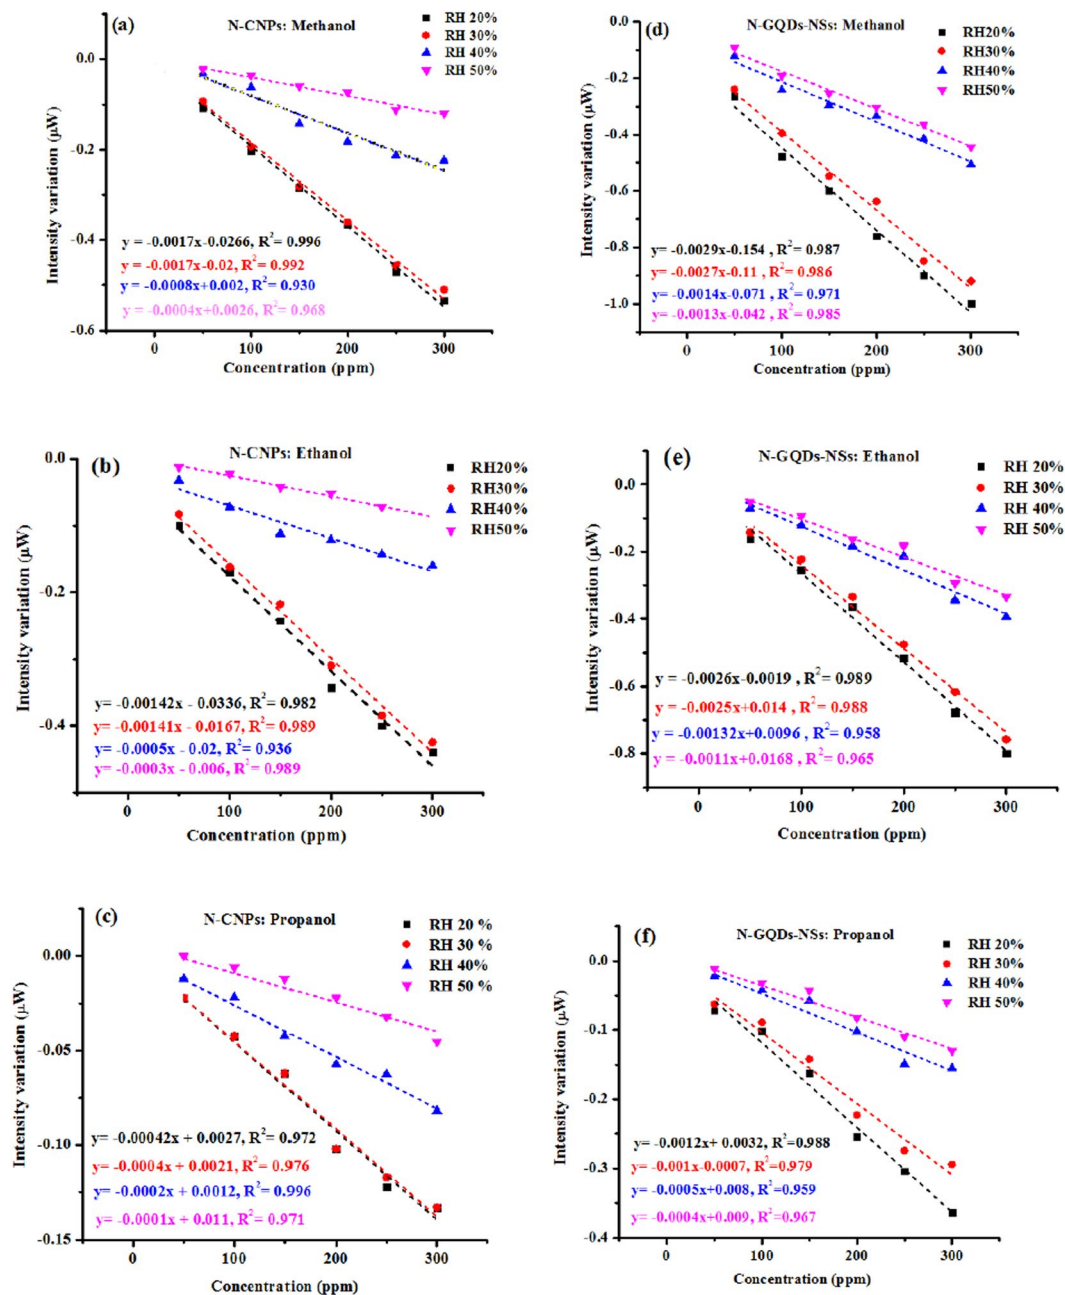 (a)
N-CNPs: Methanol
RH 20%
RH 30%
RH 40%
RH 50%
0.0
-0.2
-0.4
-0.6
Intensity variation (µW)
y = -0.0017x-0.0266, R² = 0.996
y = -0.0017x-0.02, R² = 0.992
y = -0.0008x+0.002, R² = 0.930
y = -0.0004x+0.0026, R² = 0.968
0
100
200
300
Concentration (ppm)
(d)
N-GQDs-NSs: Methanol
RH20%
RH30%
RH40%
RH50%
0.0
-0.2
-0.4
-0.6
-0.8
-1.0
Intensity variation (µW)
y= -0.0029x-0.154 , R² = 0.987
y= -0.0027x-0.11 , R² = 0.986
y= -0.0014x-0.071 , R² = 0.971
y= -0.0013x-0.042 , R² = 0.985
0
100
200
300
Concentration (ppm)
(b)
N-CNPs: Ethanol
RH20%
RH30%
RH40%
RH50%
0.0
-0.2
-0.4
Intensity variation (µW)
y= -0.00142x - 0.0336, R² = 0.982
y= -0.00141x - 0.0167, R² = 0.989
y= -0.0005x - 0.02, R² = 0.936
y= -0.0003x - 0.006, R² = 0.989
0
100
200
300
Concentration (ppm)
(e)
N-GQDs-NSs: Ethanol
RH 20%
RH 30%
RH 40%
RH 50%
0.0
-0.2
-0.4
-0.6
-0.8
Intensity variation (µW)
y = -0.0026x-0.0019 , R² = 0.989
y = -0.0025x+0.014 , R² = 0.988
y = -0.00132x+0.0096 , R² = 0.958
y = -0.0011x+0.0168 , R² = 0.965
0
100
200
300
Concentration (ppm)
(c)
N-CNPs: Propanol
RH 20 %
RH 30 %
RH 40%
RH 50 %
0.00
-0.05
-0.10
-0.15
Intensity variation (µW)
y= -0.00042x + 0.0027, R² = 0.972
y= -0.0004x + 0.0021, R² = 0.976
y= -0.0002x + 0.0012, R² = 0.996
y= -0.0001x + 0.011, R² = 0.971
0
100
200
300
Concentration (ppm)
(f)
N-GQDs-NSs: Propanol
RH 20%
RH 30%
RH 40%
RH 50%
0.0
-0.1
-0.2
-0.3
-0.4
Intensity variation (µW)
y= -0.0012x+ 0.0032, R² =0.988
y= -0.001x-0.0007, R² =0.979
y= -0.0005x+0.008, R² =0.959
y= -0.0004x+0.009, R² =0.967
0
100
200
300
Concentration (ppm)